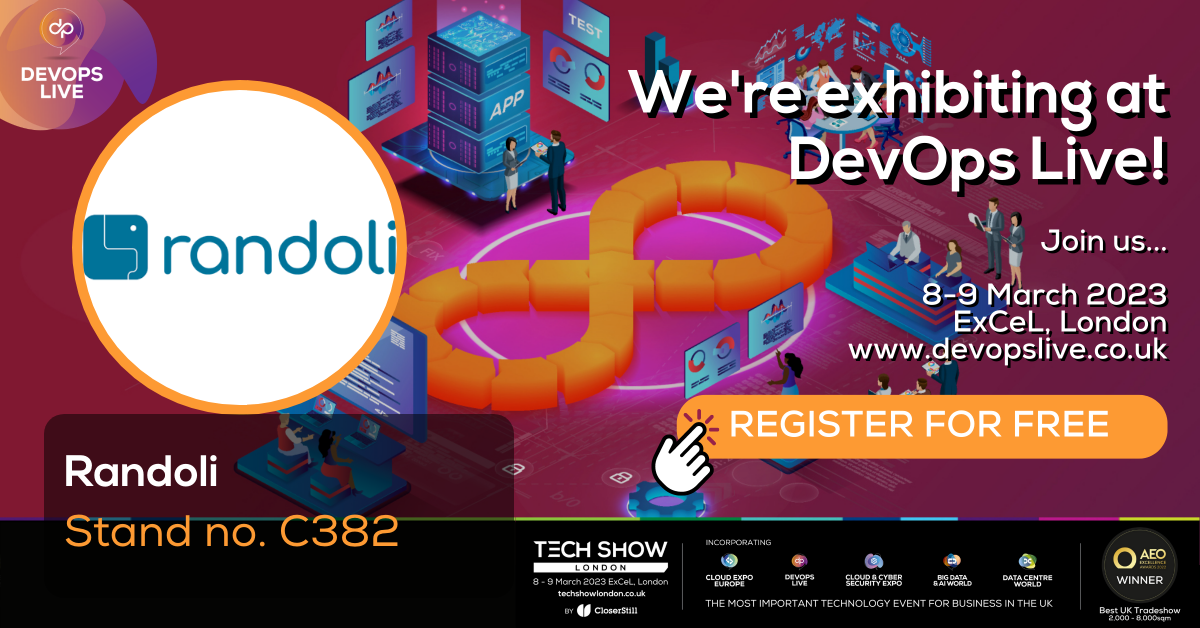 dp
DEVOPS
LIVE
TEST
APP
We're exhibiting at
DevOps Live!
randoli
Join us...
8-9 March 2023
ExCeL, London
www.devopslive.co.uk
REGISTER FOR FREE
Randoli
Stand no. C382
TECH SHOW
LONDON
8 - 9 March 2023 ExCeL, London
techshowlondon.co.uk
BY CloserStill
INCORPORATING
CLOUD EXPO
EUROPE
DEVOPS
LIVE
CLOUD & CYBER
SECURITY EXPO
BIG DATA
& AI WORLD
DATA CENTRE
WORLD
THE MOST IMPORTANT TECHNOLOGY EVENT FOR BUSINESS IN THE UK
AEO
EXCELLENCE
WINNER
Best UK Tradeshow
2,000 - 8,000sqm